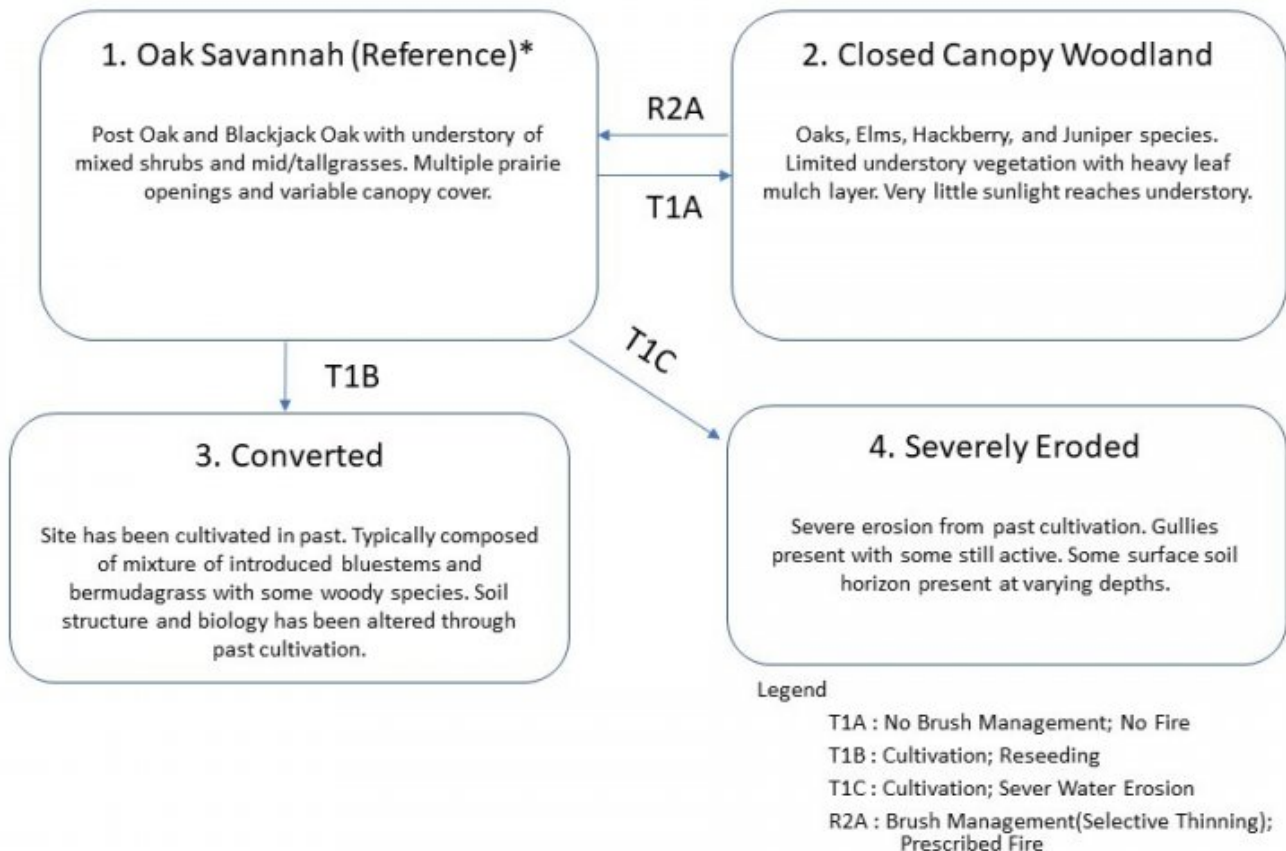 1. Oak Savannah (Reference)*
Post Oak and Blackjack Oak with understory of
mixed shrubs and mid/tallgrasses. Multiple prairie
openings and variable canopy cover.
R2A
T1A
2. Closed Canopy Woodland
Oaks, Elms, Hackberry, and Juniper species.
Limited understory vegetation with heavy leaf
mulch layer. Very little sunlight reaches understory.
T1B
T1C
3. Converted
Site has been cultivated in past. Typically composed
of mixture of introduced bluestems and
bermudagrass with some woody species. Soil
structure and biology has been altered through
past cultivation.
4. Severely Eroded
Severe erosion from past cultivation. Gullies
present with some still active. Some surface soil
horizon present at varying depths.
Legend
T1A : No Brush Management; No Fire
T1B : Cultivation; Reseeding
T1C : Cultivation; Sever Water Erosion
R2A : Brush Management(Selective Thinning);
Prescribed Fire